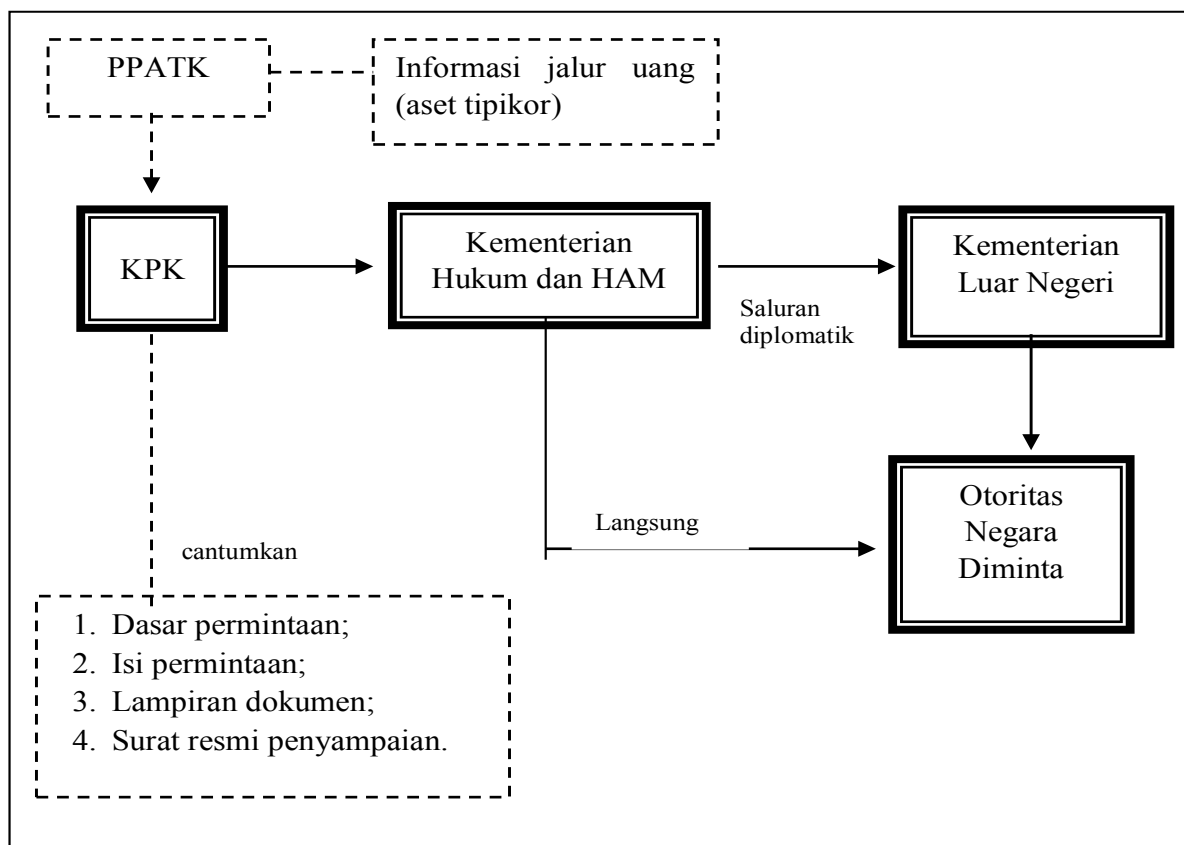 PPATK
Informasi jalur uang
(aset tipikor)
KPK
Kementerian
Hukum dan HAM
Kementerian
Luar Negeri
Saluran
diplomatik
Otoritas
Negara
Diminta
Langsung
cantumkan
1. Dasar permintaan;
2. Isi permintaan;
3. Lampiran dokumen;
4. Surat resmi penyampaian.